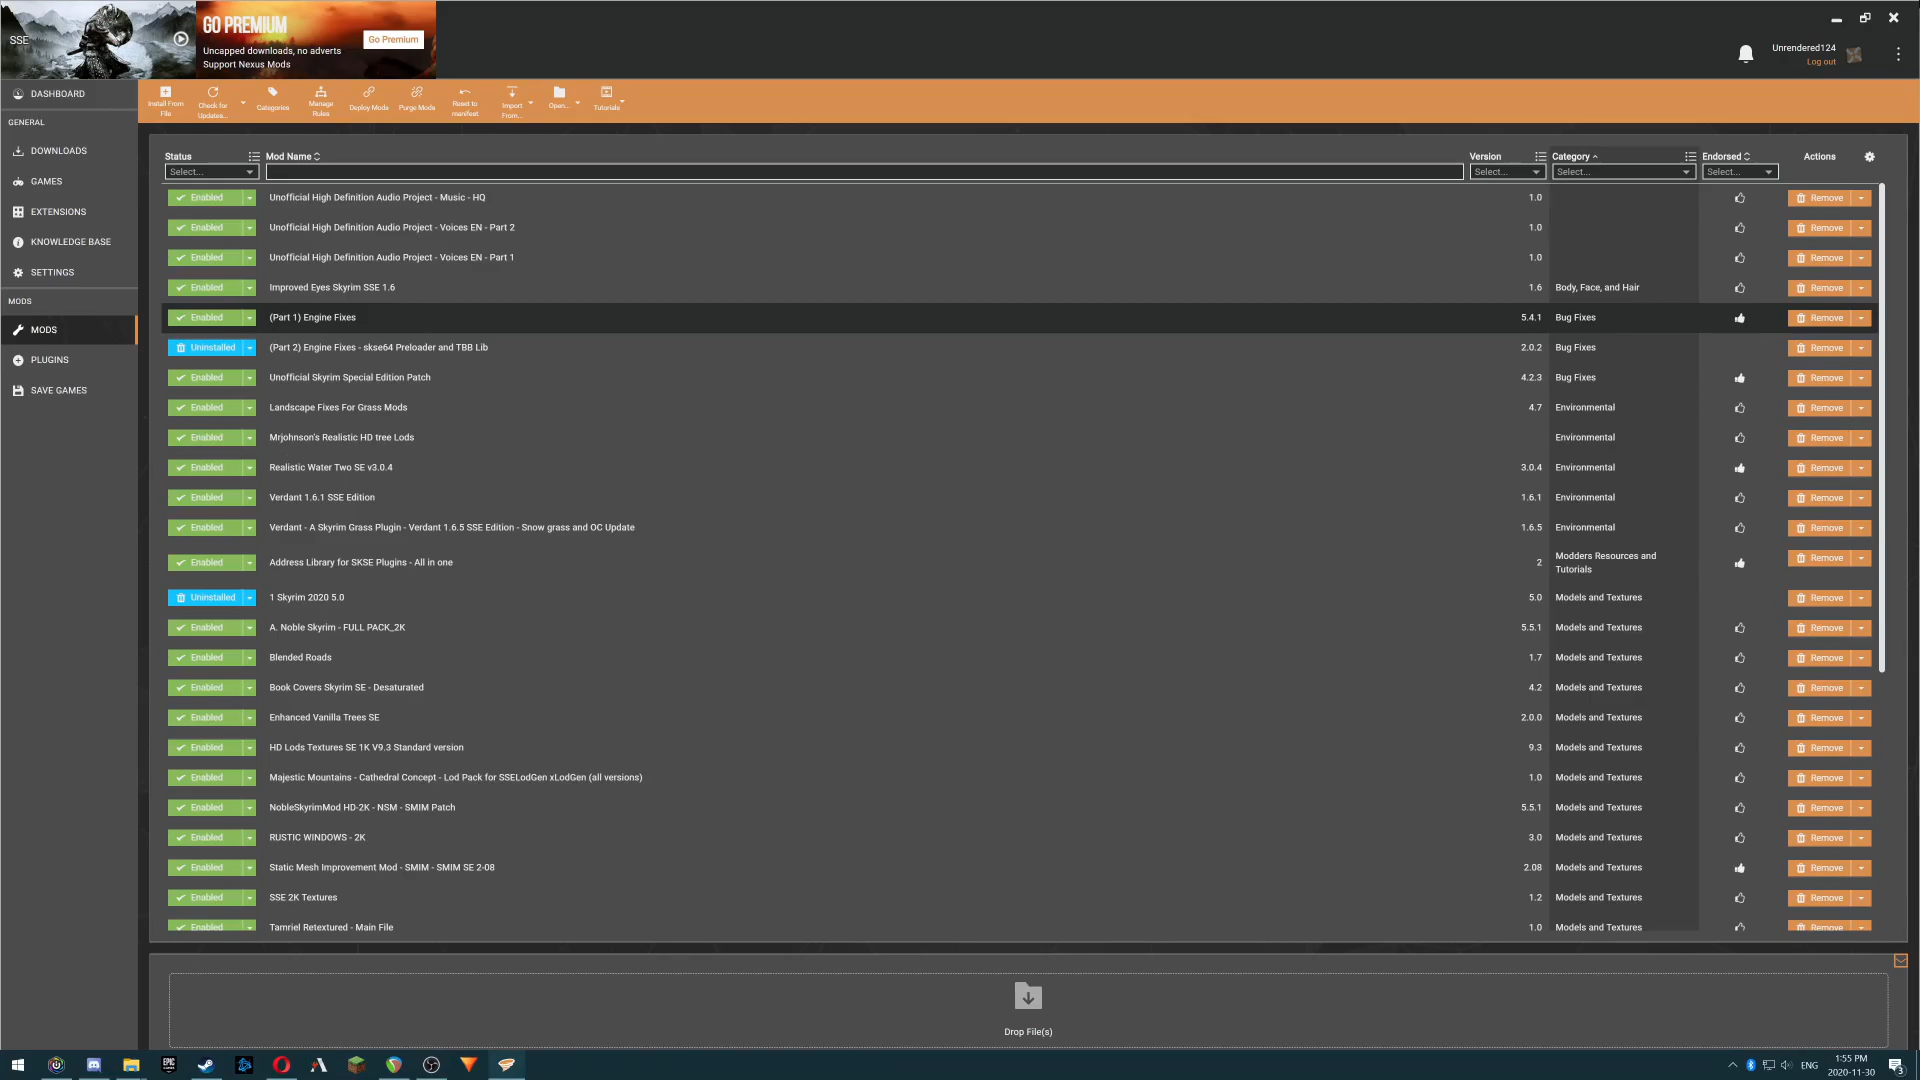 SSE
GO PREMIUM
Uncapped downloads, no adverts
Support Nexus Mods
Go Premium
Unrendered124
Log out
DASHBOARD
GENERAL
DOWNLOADS
GAMES
EXTENSIONS
KNOWLEDGE BASE
SETTINGS
MODS
MODS
PLUGINS
SAVE GAMES
Install From File
Check for Updates...
Categories
Manage Rules
Deploy Mods
Purge Mods
Reset to manifest
Import From...
Open...
Tutorials
Status Mod Name Version Category Endorsed Actions
Select... Select... Select... Select...
Enabled Unofficial High Definition Audio Project - Music - HQ 1.0 Remove
Enabled Unofficial High Definition Audio Project - Voices EN - Part 2 1.0 Remove
Enabled Unofficial High Definition Audio Project - Voices EN - Part 1 1.0 Remove
Enabled Improved Eyes Skyrim SSE 1.6 1.6 Body, Face, and Hair Remove
Enabled (Part 1) Engine Fixes 5.4.1 Bug Fixes Remove
Uninstalled (Part 2) Engine Fixes - skse64 Preloader and TBB Lib 2.0.2 Bug Fixes Remove
Enabled Unofficial Skyrim Special Edition Patch 4.2.3 Bug Fixes Remove
Enabled Landscape Fixes For Grass Mods 4.7 Environmental Remove
Enabled Mrjohnson's Realistic HD tree Lods Environmental Remove
Enabled Realistic Water Two SE v3.0.4 3.0.4 Environmental Remove
Enabled Verdant 1.6.1 SSE Edition 1.6.1 Environmental Remove
Enabled Verdant - A Skyrim Grass Plugin - Verdant 1.6.5 SSE Edition - Snow grass and OC Update 1.6.5 Environmental Remove
Enabled Address Library for SKSE Plugins - All in one 2 Modders Resources and Tutorials Remove
Uninstalled 1 Skyrim 2020 5.0 5.0 Models and Textures Remove
Enabled A. Noble Skyrim - FULL PACK_2K 5.5.1 Models and Textures Remove
Enabled Blended Roads 1.7 Models and Textures Remove
Enabled Book Covers Skyrim SE - Desaturated 4.2 Models and Textures Remove
Enabled Enhanced Vanilla Trees SE 2.0.0 Models and Textures Remove
Enabled HD Lods Textures SE 1K V9.3 Standard version 9.3 Models and Textures Remove
Enabled Majestic Mountains - Cathedral Concept - Lod Pack for SSELodGen xLodGen (all versions) 1.0 Models and Textures Remove
Enabled NobleSkyrimMod HD-2K - NSM - SMIM Patch 5.5.1 Models and Textures Remove
Enabled RUSTIC WINDOWS - 2K 3.0 Models and Textures Remove
Enabled Static Mesh Improvement Mod - SMIM - SMIM SE 2-08 2.08 Models and Textures Remove
Enabled SSE 2K Textures 1.2 Models and Textures Remove
Enabled Tamriel Retextured - Main File 1.0 Models and Textures Remove
Drop File(s)
EPIC GAMES
ENG
1:55 PM
2020-11-30
3